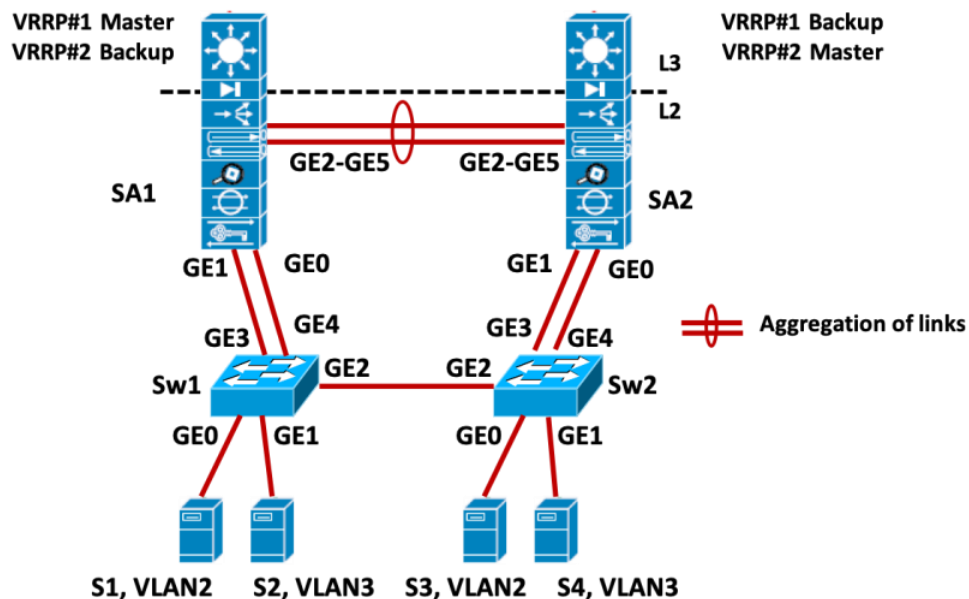 VRRP#1 Master
VRRP#2 Backup
VRRP#1 Backup
VRRP#2 Master
L3
L2
GE2-GE5
GE2-GE5
SA1
SA2
GE1
GE0
GE1
GE0
GE3
GE4
GE3
GE4
Aggregation of links
Sw1
GE2
GE2
Sw2
GE0
GE1
GE0
GE1
S1, VLAN2
S2, VLAN3
S3, VLAN2
S4, VLAN3